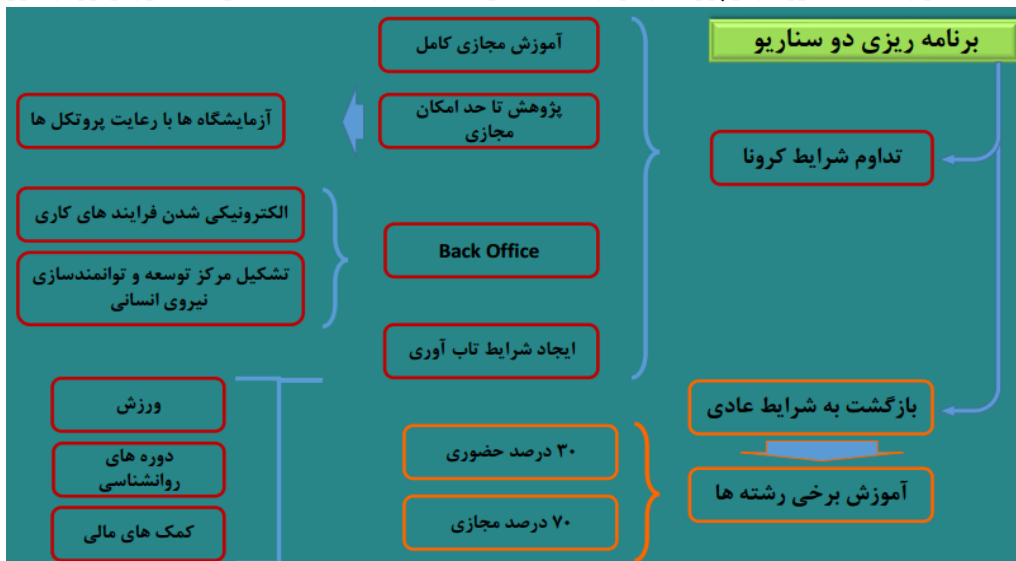 برنامه ریزی دو سناریو
تداوم شرایط کرونا
آموزش مجازی کامل
پژوهش تا حد امکان
مجازی
آزمایشگاه ها با رعایت پروتکل ها
Back Office
الکترونیکی شدن فرایند های کاری
تشکیل مرکز توسعه و توانمندسازی
نیروی انسانی
ایجاد شرایط تاب آوری
ورزش
دوره های
روانشناسی
کمک های مالی
بازگشت به شرایط عادی
آموزش برخی رشته ها
۳۰ درصد حضوری
۷۰ درصد مجازی